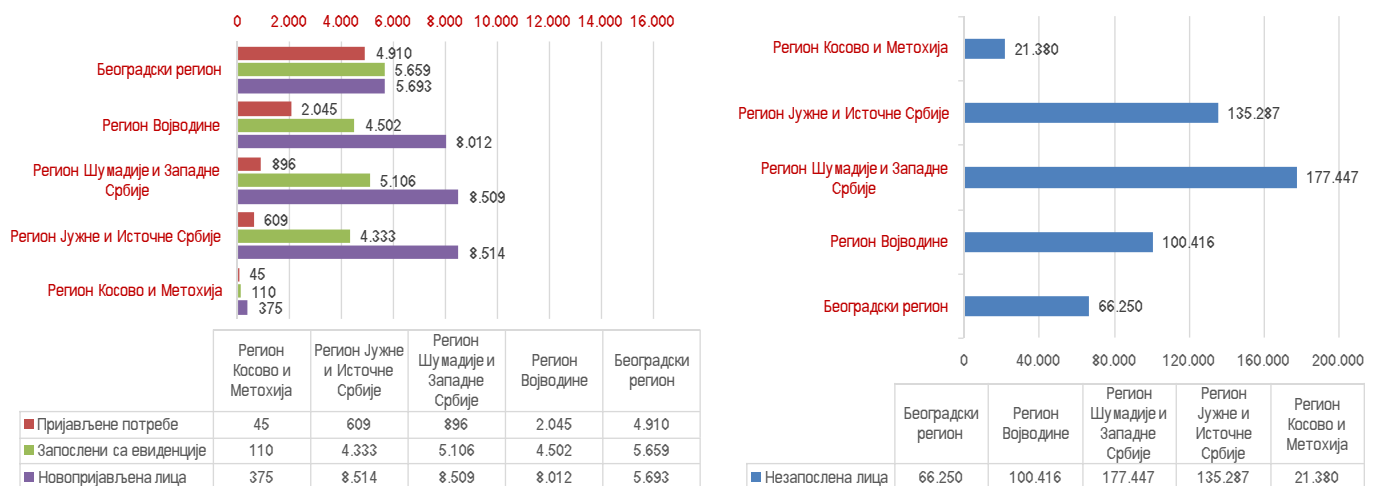 0 2.000 4.000 6.000 8.000 10.000 12.000 14.000 16.000
Београдски регион
4.910
5.659
5.693
Регион Војводине
2.045
4.502
8.012
Регион Шумадије и Западне
Србије
896
5.106
8.509
Регион Јужне и Источне Србије
609
4.333
8.514
Регион Косово и Метохија
45
110
375
Регион
Косово и
Метохија
Регион Јужне
и Источне
Србије
Регион
Шумадије и
Западне
Србије
Регион
Војводине
Београдски
регион
Пријављене потребе 45 609 896 2.045 4.910
Запослени са евиденције 110 4.333 5.106 4.502 5.659
Новопријављена лица 375 8.514 8.509 8.012 5.693
Регион Косово и Метохија 21.380
Регион Јужне и Источне Србије 135.287
Регион Шумадије и Западне
Србије
177.447
Регион Војводине 100.416
Београдски регион 66.250
0 40.000 80.000 120.000 160.000 200.000
Београдски
регион
Регион
Војводине
Регион
Шумадије и
Западне
Србије
Регион
Јужне и
Источне
Србије
Регион
Косово и
Метохија
Незапослена лица 66.250 100.416 177.447 135.287 21.380